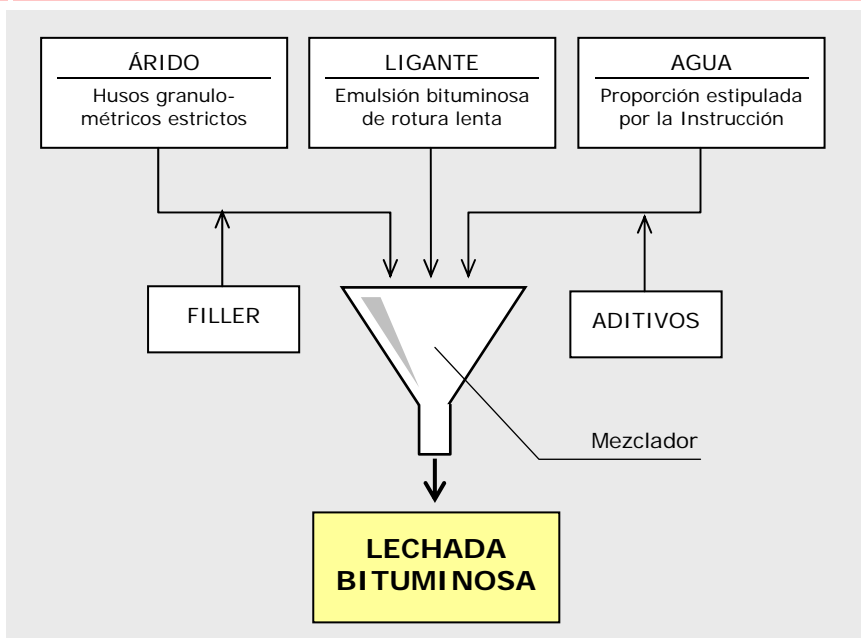 ÁRIDO
Husos granulo-
métricos estrictos
LIGANTE
Emulsión bituminosa
de rotura lenta
AGUA
Proporción estipulada
por la Instrucción
FILLER
ADITIVOS
Mezclador
LECHADA
BITUMINOSA